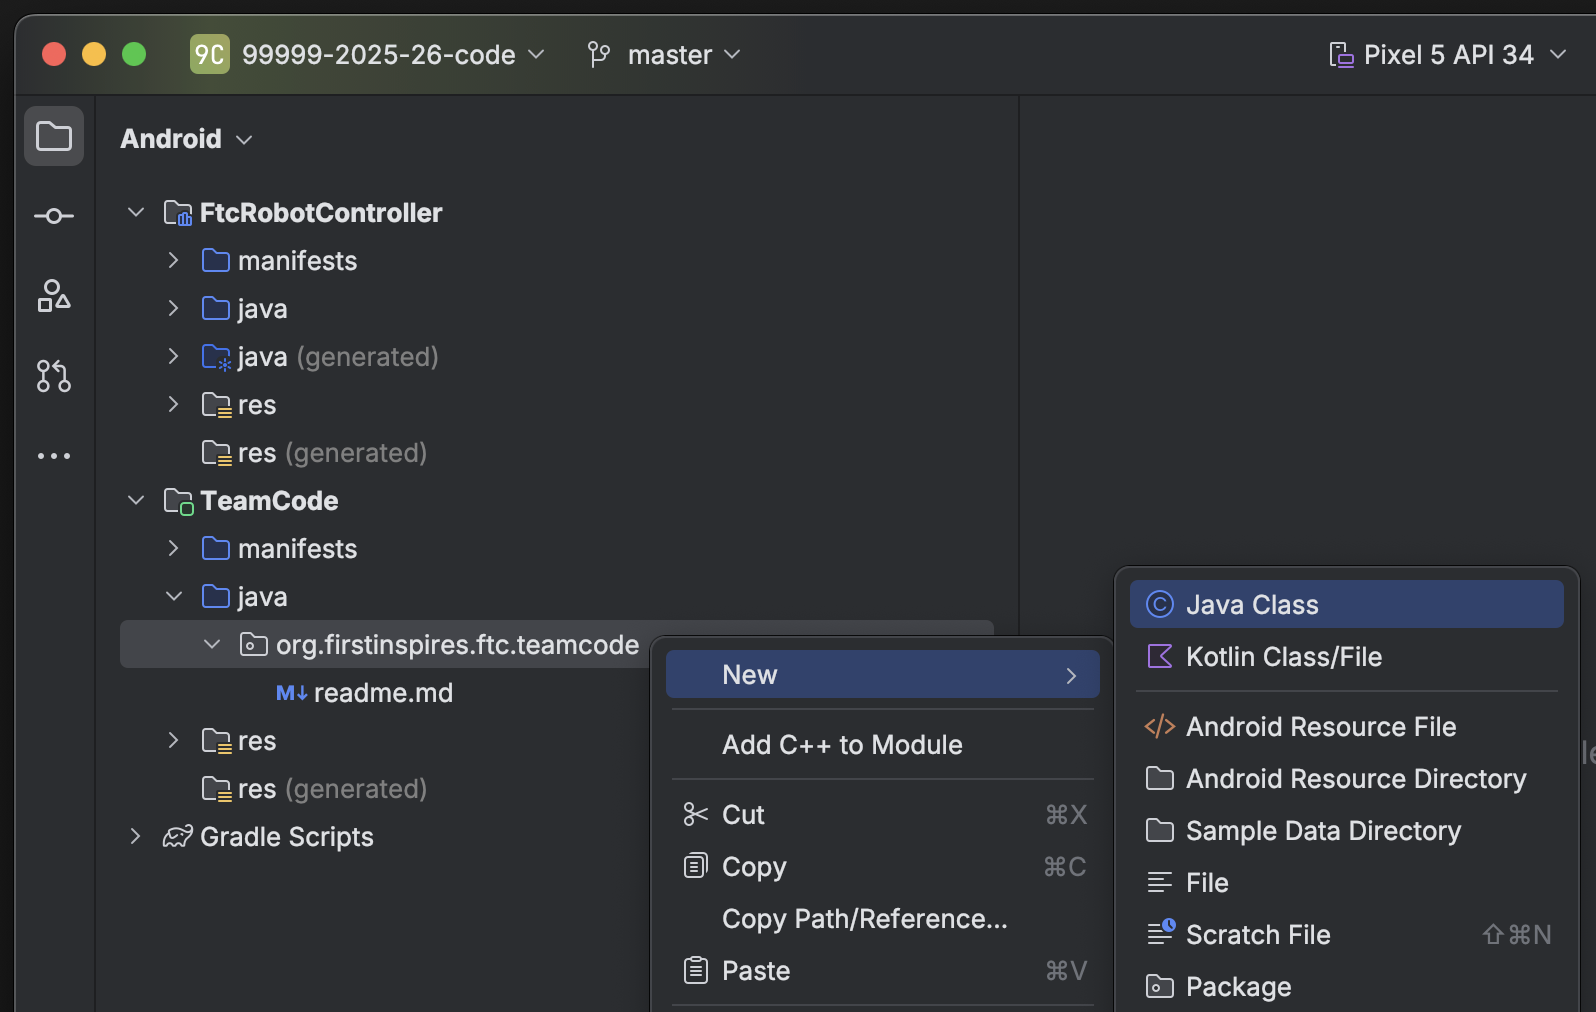 9C 99999-2025-26-code master Pixel 5 API 34
Android
FtcRobotController
manifests
java
java (generated)
res
res (generated)
TeamCode
manifests
java
org.firstinspires.ftc.teamcode
M↓ readme.md
res
res (generated)
Gradle Scripts
New
Add C++ to Module
Cut ⌘X
Copy ⌘C
Copy Path/Reference...
Paste ⌘V
Java Class
Kotlin Class/File
Android Resource File
Android Resource Directory
Sample Data Directory
File
Scratch File ⇧⌘N
Package